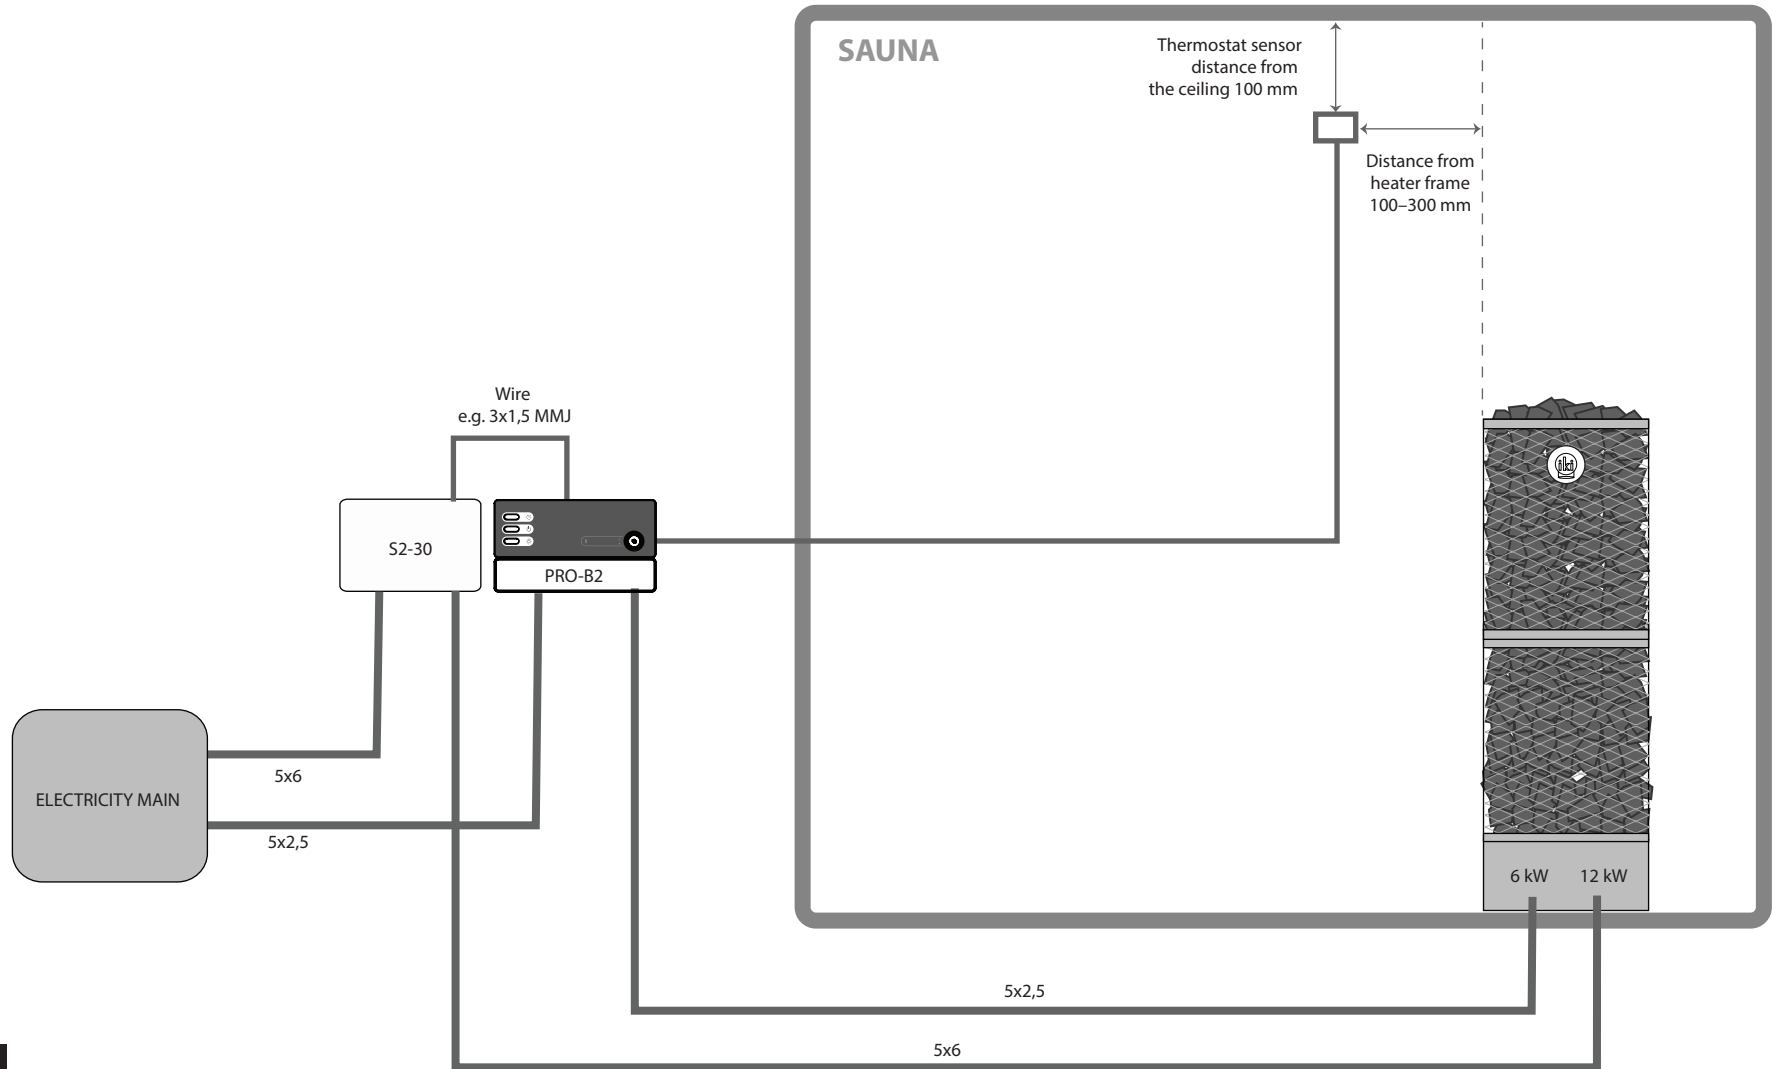 SAUNA
Thermostat sensor
distance from
the ceiling 100 mm
Distance from
heater frame
100–300 mm
Wire
e.g. 3x1,5 MMJ
S2-30
PRO-B2
iki
5x6
ELECTRICITY MAIN
5x2,5
6 kW
12 kW
5x2,5
5x6